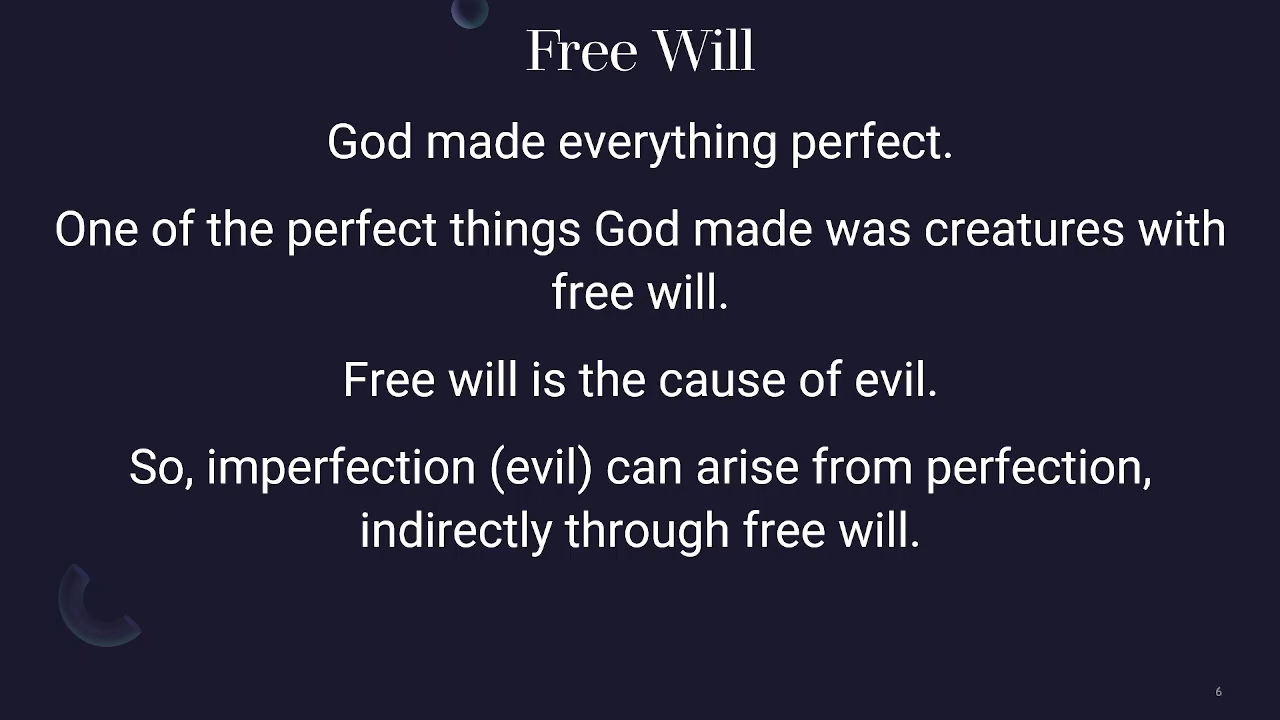 Free Will
God made everything perfect.
One of the perfect things God made was creatures with
free will.
Free will is the cause of evil.
So, imperfection (evil) can arise from perfection,
indirectly through free will.
6